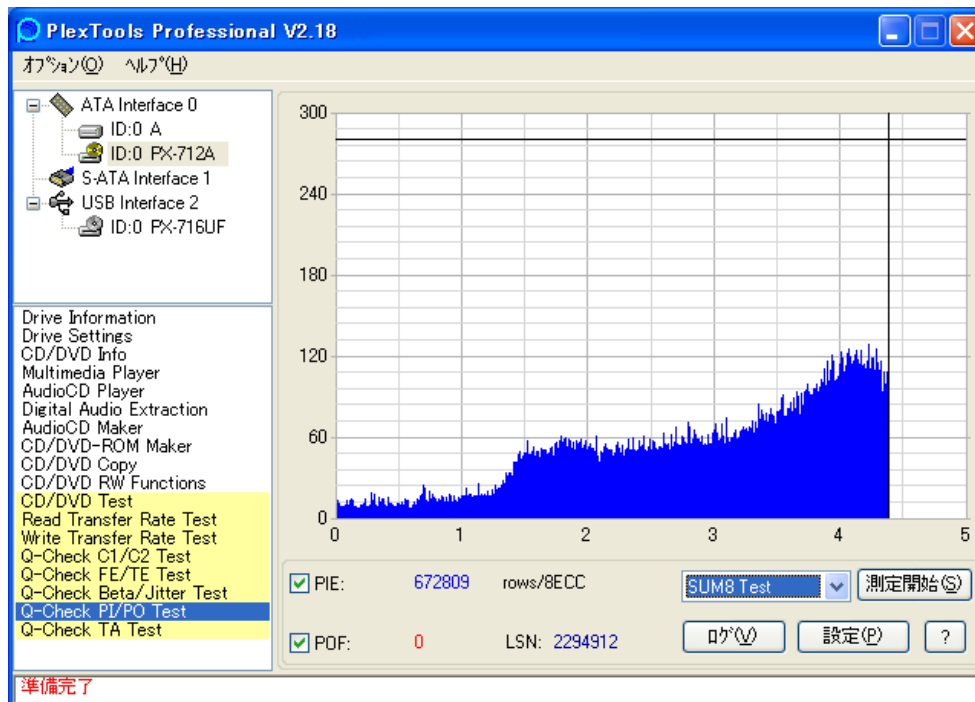 PlexTools Professional V2.18
ｵﾌﾟｼｮﾝ(O) ﾍﾙﾌﾟ(H)
ATA Interface 0
ID:0 A
ID:0 PX-712A
S-ATA Interface 1
USB Interface 2
ID:0 PX-716UF
Drive Information
Drive Settings
CD/DVD Info
Multimedia Player
AudioCD Player
Digital Audio Extraction
AudioCD Maker
CD/DVD-ROM Maker
CD/DVD Copy
CD/DVD RW Functions
CD/DVD Test
Read Transfer Rate Test
Write Transfer Rate Test
Q-Check C1/C2 Test
Q-Check FE/TE Test
Q-Check Beta/Jitter Test
Q-Check PI/PO Test
Q-Check TA Test
300
240
180
120
60
0
0 1 2 3 4 5
PIE: 672809 rows/8ECC SUM8 Test 測定開始(S)
POF: 0 LSN: 2294912 ﾛｸﾞ(V) 設定(P) ?
準備完了